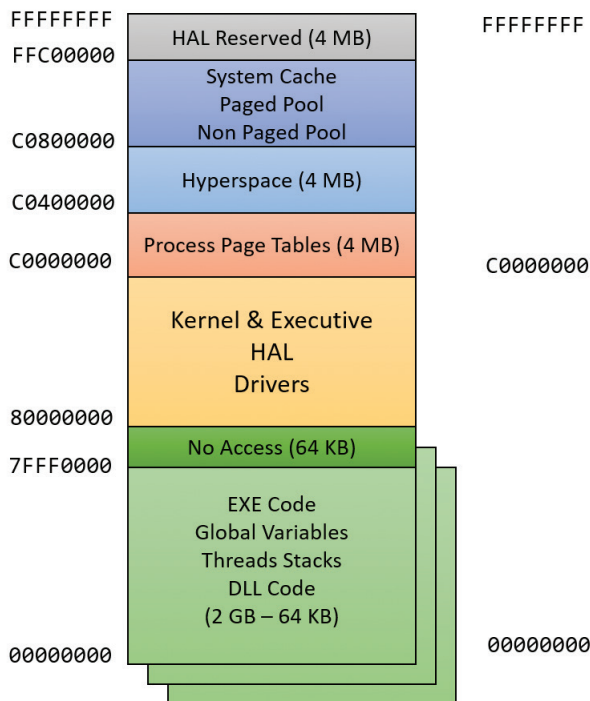 FFFFFFFF
HAL Reserved (4 MB)
FFFFFFFF
FFC00000
System Cache
Paged Pool
Non Paged Pool
C0800000
Hyperspace (4 MB)
C0400000
Process Page Tables (4 MB)
C0000000
C0000000
Kernel & Executive
HAL
Drivers
80000000
No Access (64 KB)
7FFF0000
EXE Code
Global Variables
Threads Stacks
DLL Code
(2 GB – 64 KB)
00000000
00000000